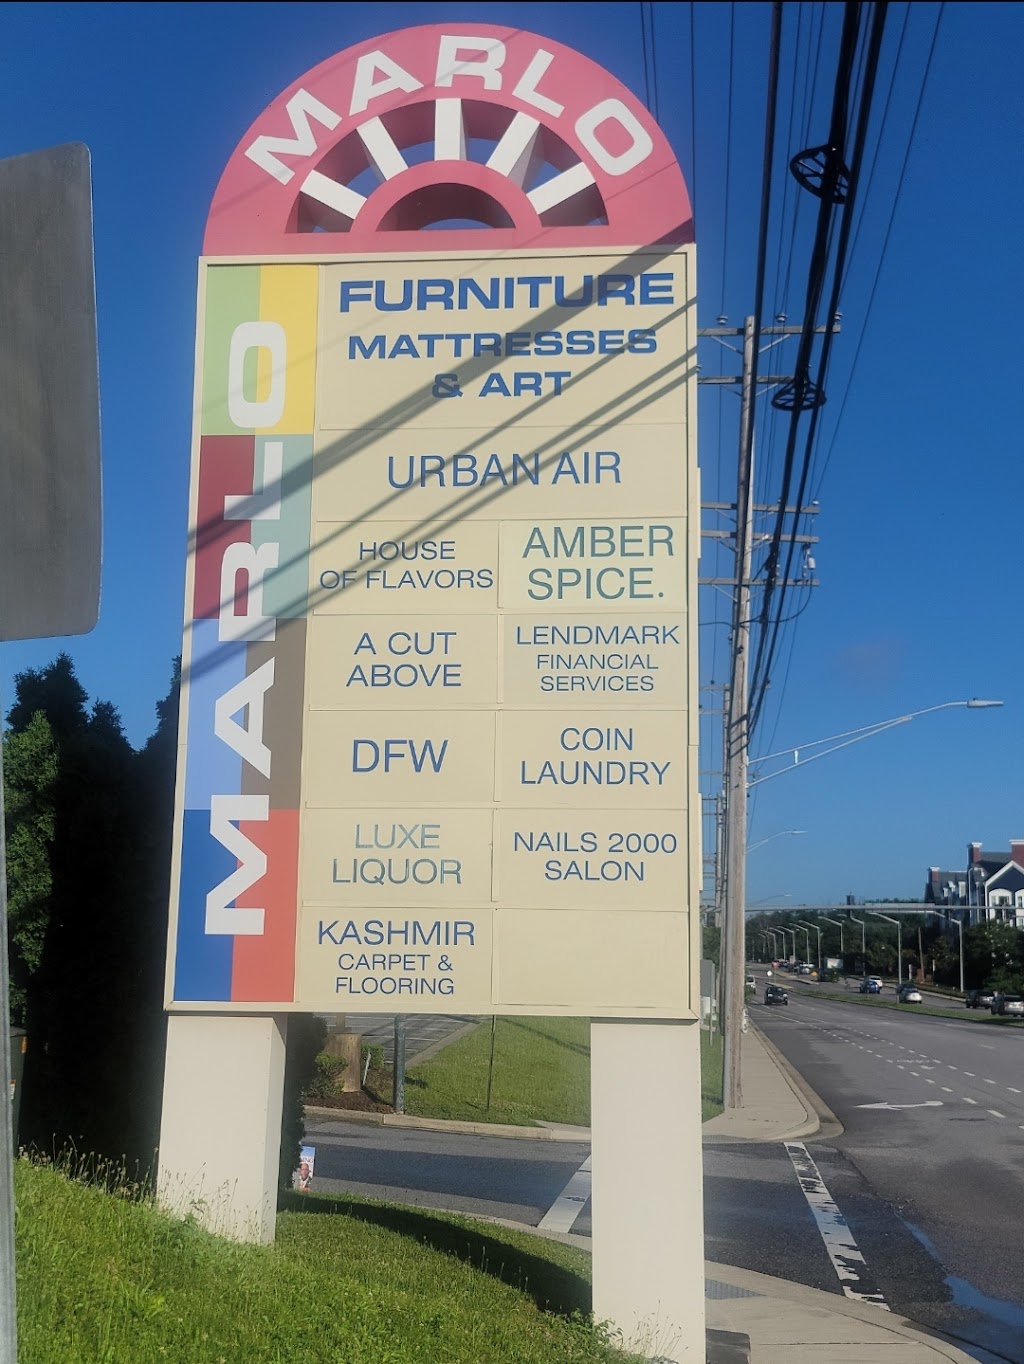 MARLO
MARLO
FURNITURE
MATTRESSES
& ART
URBAN AIR
HOUSE
OF FLAVORS
AMBER
SPICE.
A CUT
ABOVE
LENDMARK
FINANCIAL
SERVICES
DFW
COIN
LAUNDRY
LUXE
LIQUOR
NAILS 2000
SALON
KASHMIR
CARPET &
FLOORING